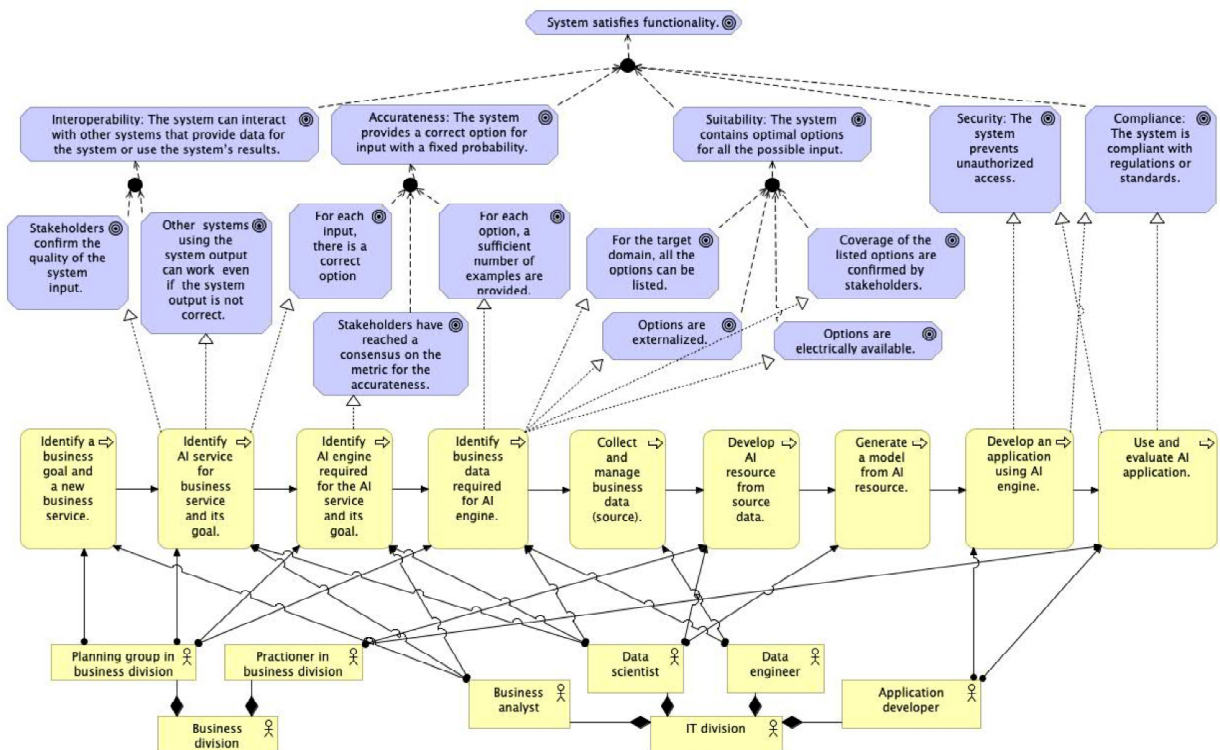 System satisfies functionality.
Interoperability: The system can interact
with other systems that provide data for
the system or use the system's results.
Accurateness: The system
provides a correct option for
input with a fixed probability.
Suitability: The system
contains optimal options
for all the possible input.
Security: The
system
prevents
unauthorized
access.
Compliance:
The system is
compliant with
regulations or
standards.
Stakeholders
confirm the
quality of the
system
input.
Other systems
using the
system output
can work even
if the system
output is not
correct.
For each
input,
there is a
correct
option
For each
option, a
sufficient
number of
examples are
provided.
For the target
domain, all the
options can be
listed.
Coverage of the
listed options are
confirmed by
stakeholders.
Stakeholders have
reached a
consensus on the
metric for the
accurateness.
Options are
externalized.
Options are
electrically available.
Identify a
business
goal and
a new
business
service.
Identify
AI service
for
business
service
and its
goal.
Identify
AI engine
required
for the AI
service
and its
goal.
Identify
business
data
required
for AI
engine.
Collect
and
manage
business
data
(source).
Develop
AI
resource
from
source
data.
Generate
a model
from AI
resource.
Develop an
application
using AI
engine.
Use and
evaluate AI
application.
Planning group in
business division
Practioner in
business division
Data
scientist
Data
engineer
Business
analyst
Application
developer
Business
division
IT division